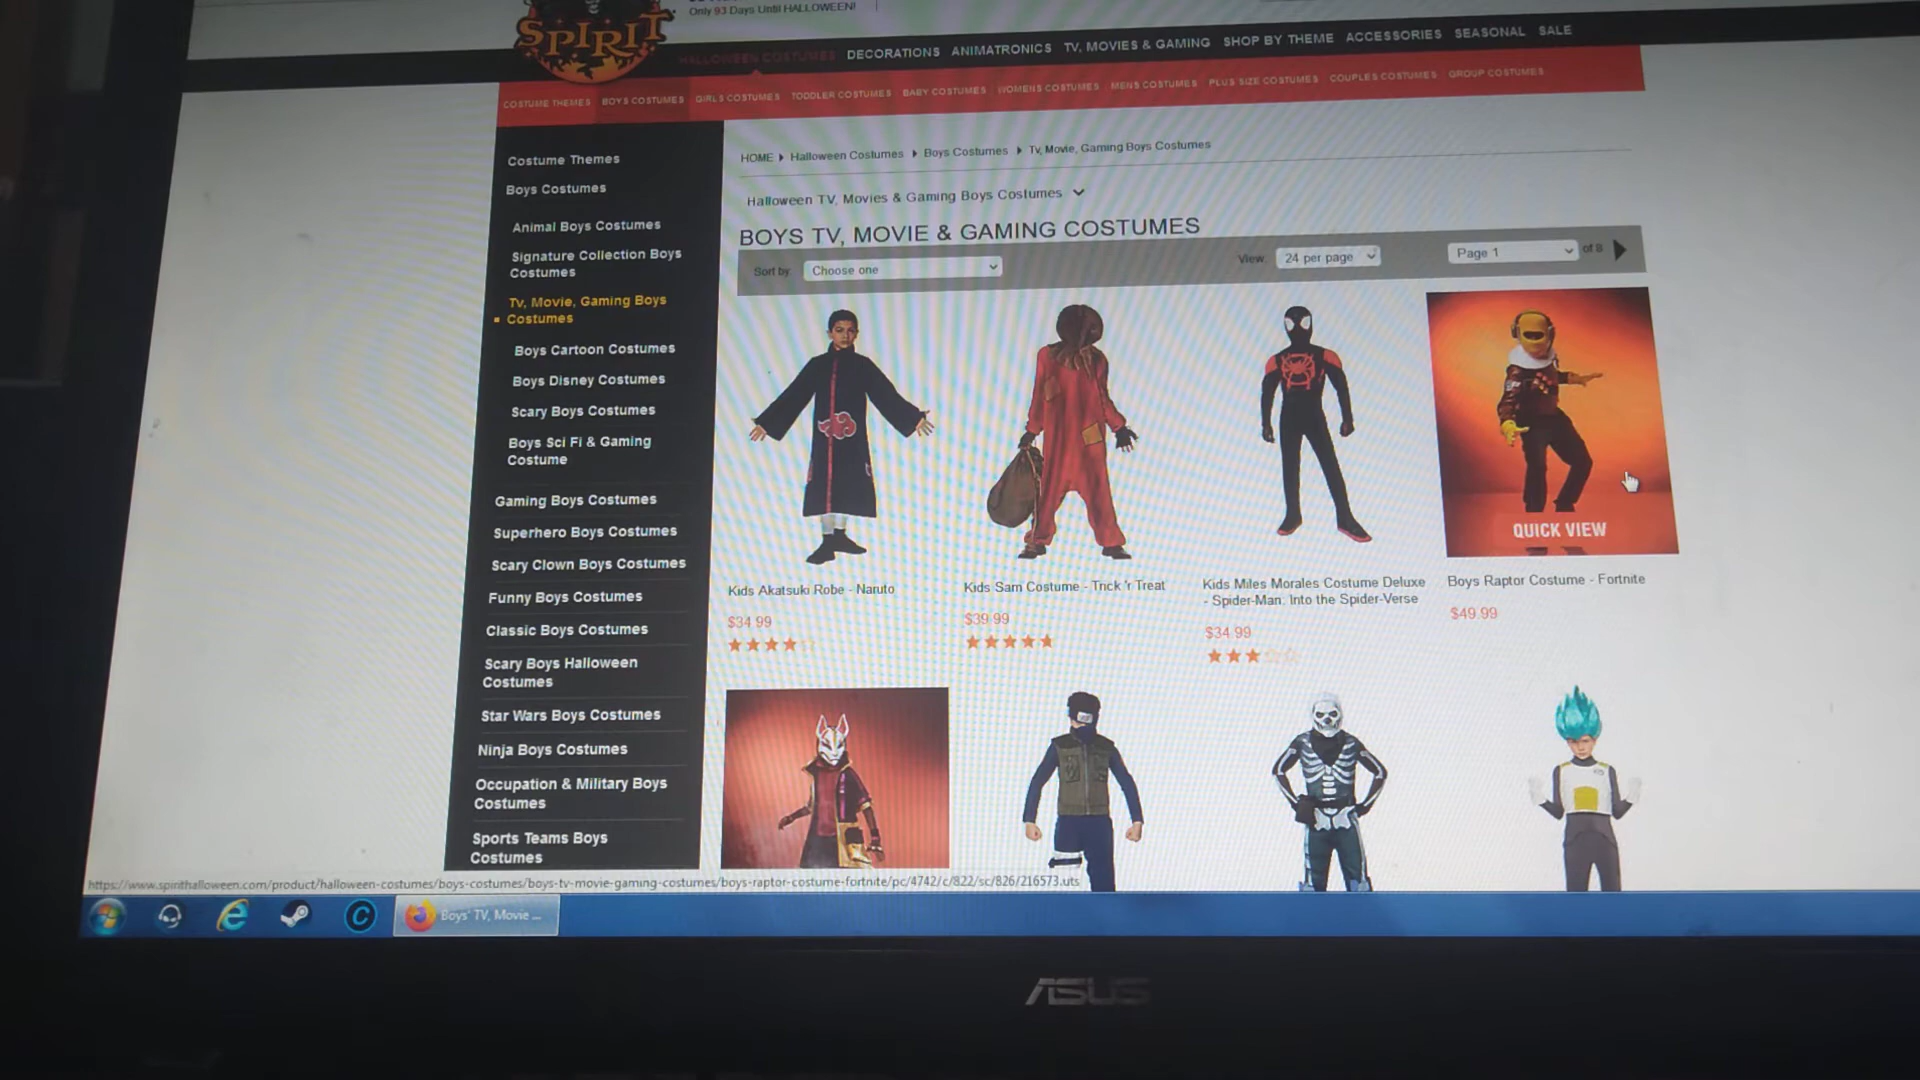 SPIRIT
Only 93 Days Until HALLOWEEN!
HALLOWEEN COSTUMES DECORATIONS ANIMATRONICS TV, MOVIES & GAMING SHOP BY THEME ACCESSORIES SEASONAL SALE
COSTUME THEMES BOYS COSTUMES GIRLS COSTUMES TODDLER COSTUMES BABY COSTUMES WOMENS COSTUMES MENS COSTUMES PLUS SIZE COSTUMES COUPLES COSTUMES GROUP COSTUMES
Costume Themes
Boys Costumes
Animal Boys Costumes
Signature Collection Boys
Costumes
Tv, Movie, Gaming Boys
Costumes
Boys Cartoon Costumes
Boys Disney Costumes
Scary Boys Costumes
Boys Sci Fi & Gaming
Costume
Gaming Boys Costumes
Superhero Boys Costumes
Scary Clown Boys Costumes
Funny Boys Costumes
Classic Boys Costumes
Scary Boys Halloween
Costumes
Star Wars Boys Costumes
Ninja Boys Costumes
Occupation & Military Boys
Costumes
Sports Teams Boys
Costumes
HOME Halloween Costumes Boys Costumes Tv, Movie, Gaming Boys Costumes
Halloween TV, Movies & Gaming Boys Costumes
BOYS TV, MOVIE & GAMING COSTUMES
Sort by: Choose one View: 24 per page Page 1 of 8
QUICK VIEW
Kids Akatsuki Robe - Naruto
$34.99
Kids Sam Costume - Trick 'r Treat
$39.99
Kids Miles Morales Costume Deluxe
- Spider-Man: Into the Spider-Verse
$34.99
Boys Raptor Costume - Fortnite
$49.99
https://www.spirithalloween.com/product/halloween-costumes/boys-costumes/boys-tv-movie-gaming-costumes/boys-raptor-costume-fortnite/pc/4742/c/822/sc/826/216573.uts
Boys' TV, Movie ...
ASUS